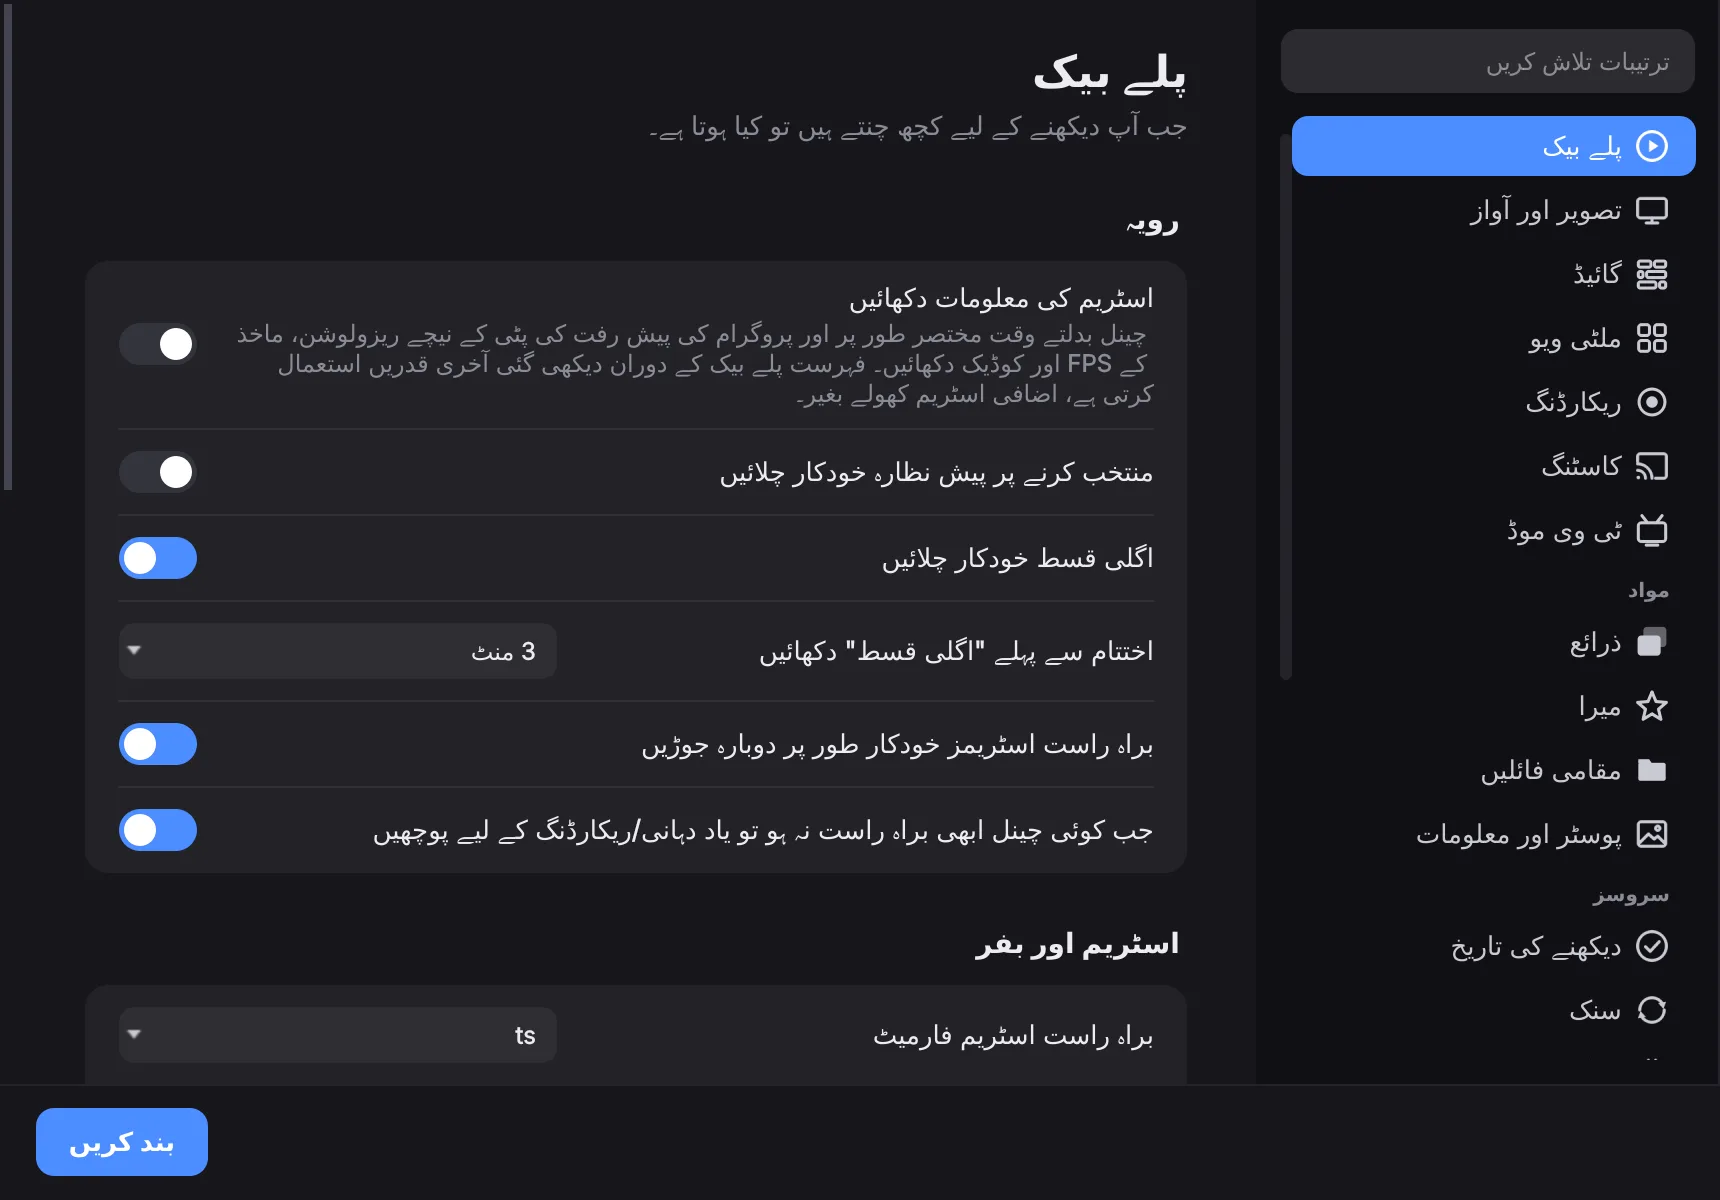 ترتیبات تلاش کریں
پلے بیک
تصویر اور آواز
گائیڈ
ملٹی ویو
ریکارڈنگ
کاسٹنگ
ٹی وی موڈ
مواد
ذرائع
میرا
مقامی فائلیں
پوسٹر اور معلومات
سروسز
دیکھنے کی تاریخ
سنک
پلے بیک
جب آپ دیکھنے کے لیے کچھ چنتے ہیں تو کیا ہوتا ہے۔
رویہ
اسٹریم کی معلومات دکھائیں
چینل بدلتے وقت مختصر طور پر اور پروگرام کی پیش رفت کی پٹی کے نیچے ریزولوشن، ماخذ
کے FPS اور کوڈیک دکھائیں۔ فہرست پلے بیک کے دوران دیکھی گئی آخری قدریں استعمال
کرتی ہے، اضافی اسٹریم کھولے بغیر۔
منتخب کرنے پر پیش نظارہ خودکار چلائیں
اگلی قسط خودکار چلائیں
اختتام سے پہلے "اگلی قسط" دکھائیں
3 منٹ
براہ راست اسٹریمز خودکار طور پر دوبارہ جوڑیں
جب کوئی چینل ابھی براہ راست نہ ہو تو یاد دہانی/ریکارڈنگ کے لیے پوچھیں
اسٹریم اور بفر
براہ راست اسٹریم فارمیٹ
ts
بند کریں